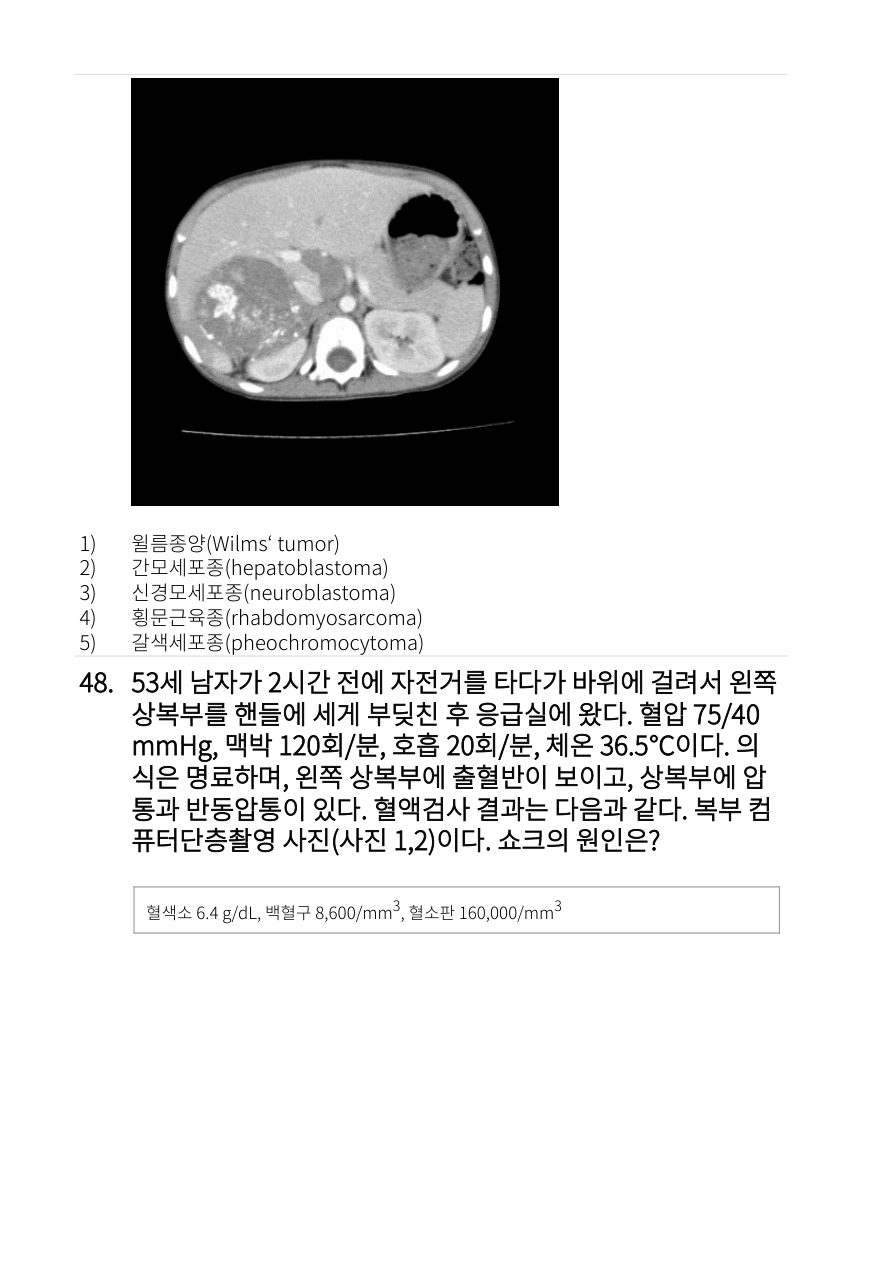 1) 윌름종양(Wilms‘ tumor)
2) 간모세포종(hepatoblastoma)
3) 신경모세포종(neuroblastoma)
4) 횡문근육종(rhabdomyosarcoma)
5) 갈색세포종(pheochromocytoma)
48. 53세 남자가 2시간 전에 자전거를 타다가 바위에 걸려서 왼쪽
상복부를 핸들에 세게 부딪친 후 응급실에 왔다. 혈압 75/40
mmHg, 맥박 120회/분, 호흡 20회/분, 체온 36.5℃이다. 의
식은 명료하며, 왼쪽 상복부에 출혈반이 보이고, 상복부에 압
통과 반동압통이 있다. 혈액검사 결과는 다음과 같다. 복부 컴
퓨터단층촬영 사진(사진 1,2)이다. 쇼크의 원인은?
혈색소 6.4 g/dL, 백혈구 8,600/mm³, 혈소판 160,000/mm³